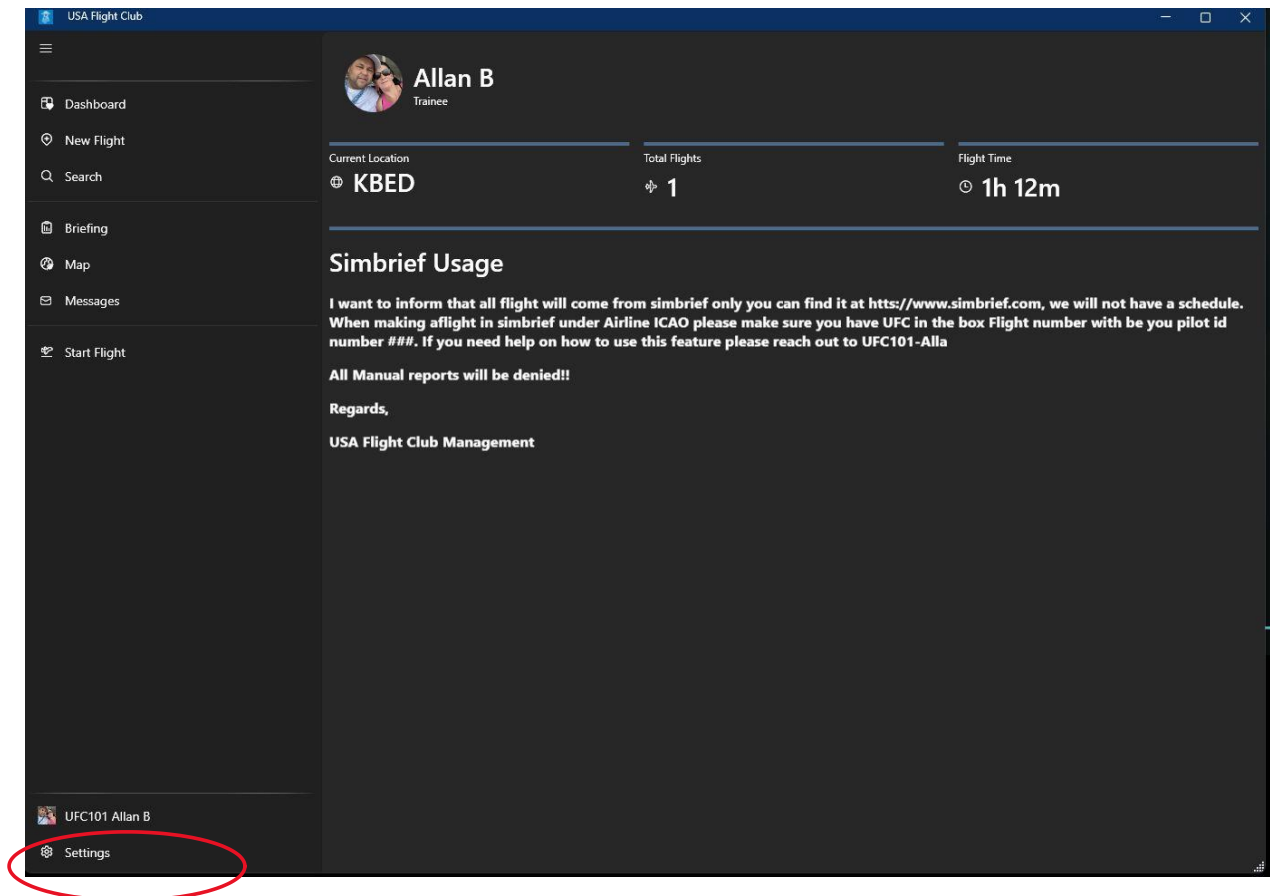 USA Flight Club
Dashboard
New Flight
Search
Briefing
Map
Messages
Start Flight
UFC101 Allan B
Settings
Allan B
Trainee
Current Location
KBED
Total Flights
1
Flight Time
1h 12m
Simbrief Usage
I want to inform that all flight will come from simbrief only you can find it at htts://www.simbrief.com, we will not have a schedule.
When making aflight in simbrief under Airline ICAO please make sure you have UFC in the box Flight number with be you pilot id
number ###. If you need help on how to use this feature please reach out to UFC101-Alla
All Manual reports will be denied!!
Regards,
USA Flight Club Management